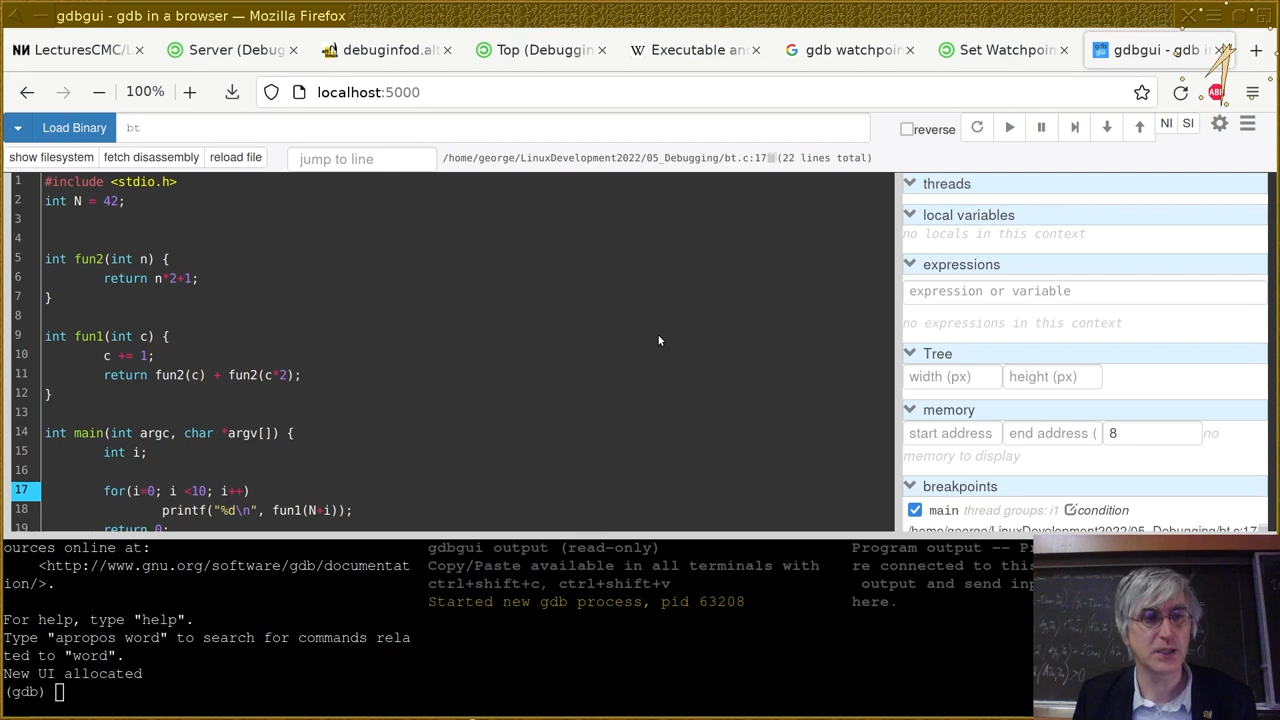 gdbgui - gdb in a browser — Mozilla Firefox
LecturesCMC/L
Server (Debug
debuginfod.alt
Top (Debuggin
Executable an
gdb watchpoin
Set Watchpoin
gdbgui - gdb in
100%
localhost:5000
ABP
Load Binary
bt
reverse
NI
SI
show filesystem
fetch disassembly
reload file
jump to line
/home/george/LinuxDevelopment2022/05_Debugging/bt.c:17 (22 lines total)
1 #include <stdio.h>
2 int N = 42;
3
4
5 int fun2(int n) {
6 return n*2+1;
7 }
8
9 int fun1(int c) {
10 c += 1;
11 return fun2(c) + fun2(c*2);
12 }
13
14 int main(int argc, char *argv[]) {
15 int i;
16
17 for(i=0; i <10; i++)
18 printf("%d\n", fun1(N+i));
19 return 0;
threads
local variables
no locals in this context
expressions
expression or variable
no expressions in this context
Tree
width (px)
height (px)
memory
start address
end address (
8
no
memory to display
breakpoints
main thread groups: i1 condition
/home/george/LinuxDevelopment2022/05_Debugging/bt.c:17
ources online at:
<http://www.gnu.org/software/gdb/documentat
ion/>.
For help, type "help".
Type "apropos word" to search for commands rela
ted to "word".
New UI allocated
(gdb)
gdbgui output (read-only)
Copy/Paste available in all terminals with
ctrl+shift+c, ctrl+shift+v
Started new gdb process, pid 63208
Program output -- Pr
re connected to this
output and send inp
here.